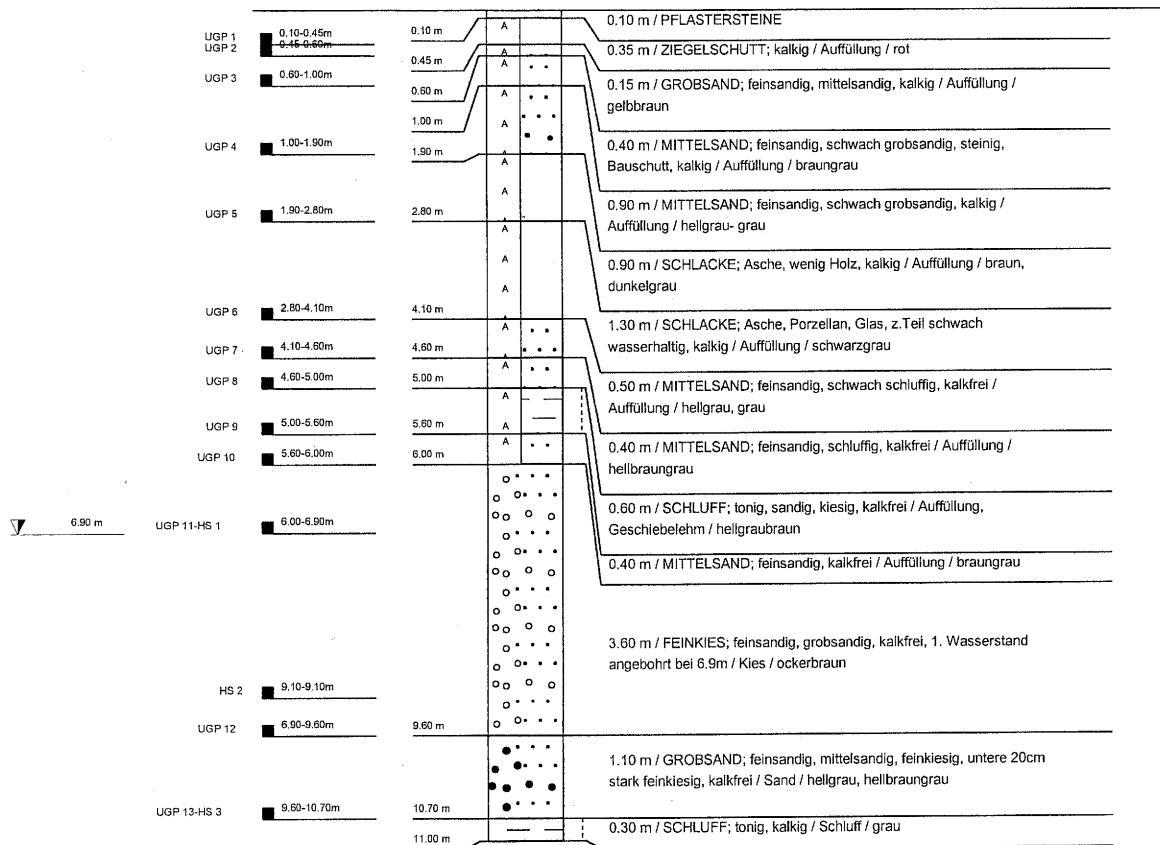 0.10 m / PFLASTERSTEINE
UGP 1 0.10-0.45m 0.10 m A
UGP 2 0.45-0.60m
0.35 m / ZIEGELSCHUTT; kalkig / Auffüllung / rot
0.45 m A
A
UGP 3 0.60-1.00m
0.15 m / GROBSAND; feinsandig, mittelsandig, kalkig / Auffüllung /
gelbbraun
0.60 m A
1.00 m A
0.40 m / MITTELSAND; feinsandig, schwach grobsandig, steinig,
Bauschutt, kalkig / Auffüllung / braungrau
UGP 4 1.00-1.90m
1.90 m A
A
0.90 m / MITTELSAND; feinsandig, schwach grobsandig, kalkig /
Auffüllung / hellgrau- grau
UGP 5 1.90-2.80m 2.80 m A
A
0.90 m / SCHLACKE; Asche, wenig Holz, kalkig / Auffüllung / braun,
dunkelgrau
A
UGP 6 2.80-4.10m 4.10 m A
A
1.30 m / SCHLACKE; Asche, Porzellan, Glas, z.Teil schwach
wasserhaltig, kalkig / Auffüllung / schwarzgrau
UGP 7 4.10-4.60m 4.60 m A
A
UGP 8 4.60-5.00m 5.00 m A
0.50 m / MITTELSAND; feinsandig, schwach schluffig, kalkfrei /
Auffüllung / hellgrau, grau
A
UGP 9 5.00-5.60m 5.60 m A
A
0.40 m / MITTELSAND; feinsandig, schluffig, kalkfrei / Auffüllung /
hellbraungrau
UGP 10 5.60-6.00m 6.00 m
0.60 m / SCHLUFF; tonig, sandig, kiesig, kalkfrei / Auffüllung,
Geschiebelehm / hellgraubraun
6.90 m UGP 11-HS 1 6.00-6.90m
0.40 m / MITTELSAND; feinsandig, kalkfrei / Auffüllung / braungrau
3.60 m / FEINKIES; feinsandig, grobsandig, kalkfrei, 1. Wasserstand
angebohrt bei 6.9m / Kies / ockerbraun
HS 2 9.10-9.10m
UGP 12 6.90-9.60m 9.60 m
1.10 m / GROBSAND; feinsandig, mittelsandig, feinkiesig, untere 20cm
stark feinkiesig, kalkfrei / Sand / hellgrau, hellbraungrau
UGP 13-HS 3 9.60-10.70m 10.70 m
0.30 m / SCHLUFF; tonig, kalkig / Schluff / grau
11.00 m